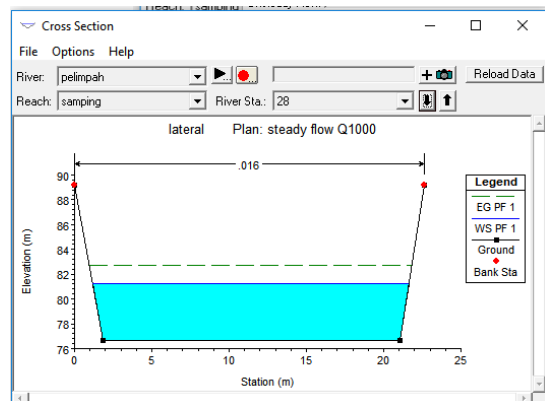 Cross Section
File Options Help
River: pelimpah Reload Data
Reach: samping River Sta.: 28
lateral Plan: steady flow Q1000
.016
90
88
86
84
82
80
78
76
0 5 10 15 20 25
Elevation (m)
Station (m)
Legend
EG PF 1
WS PF 1
Ground
Bank Sta